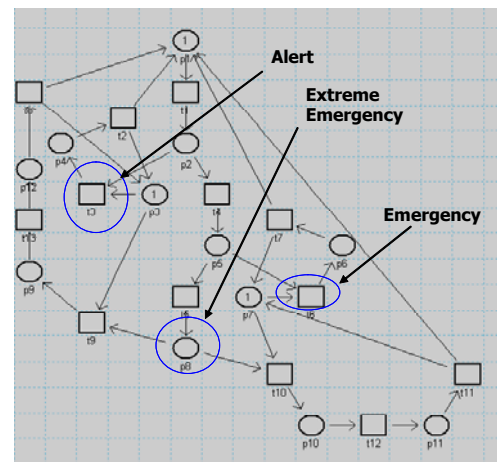 1
p1
Alert
Extreme
Emergency
t1
t2
p4
p2
p12
t3
1
p3
t4
Emergency
t13
t7
p5
p6
p9
1
p7
t6
t5
t9
p8
t10
t11
p10
t12
p11